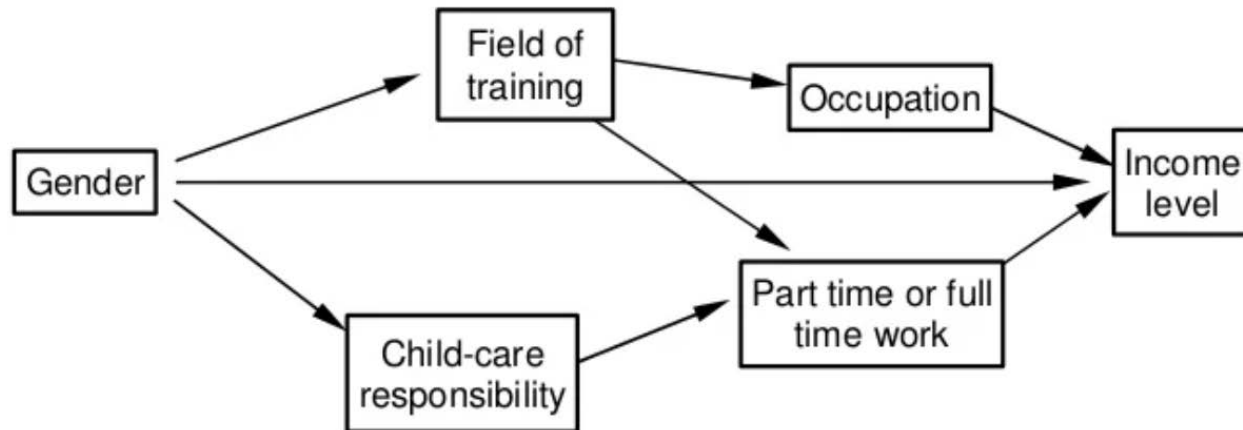 Field of
training
Occupation
Gender
Income
level
Part time or full
time work
Child-care
responsibility